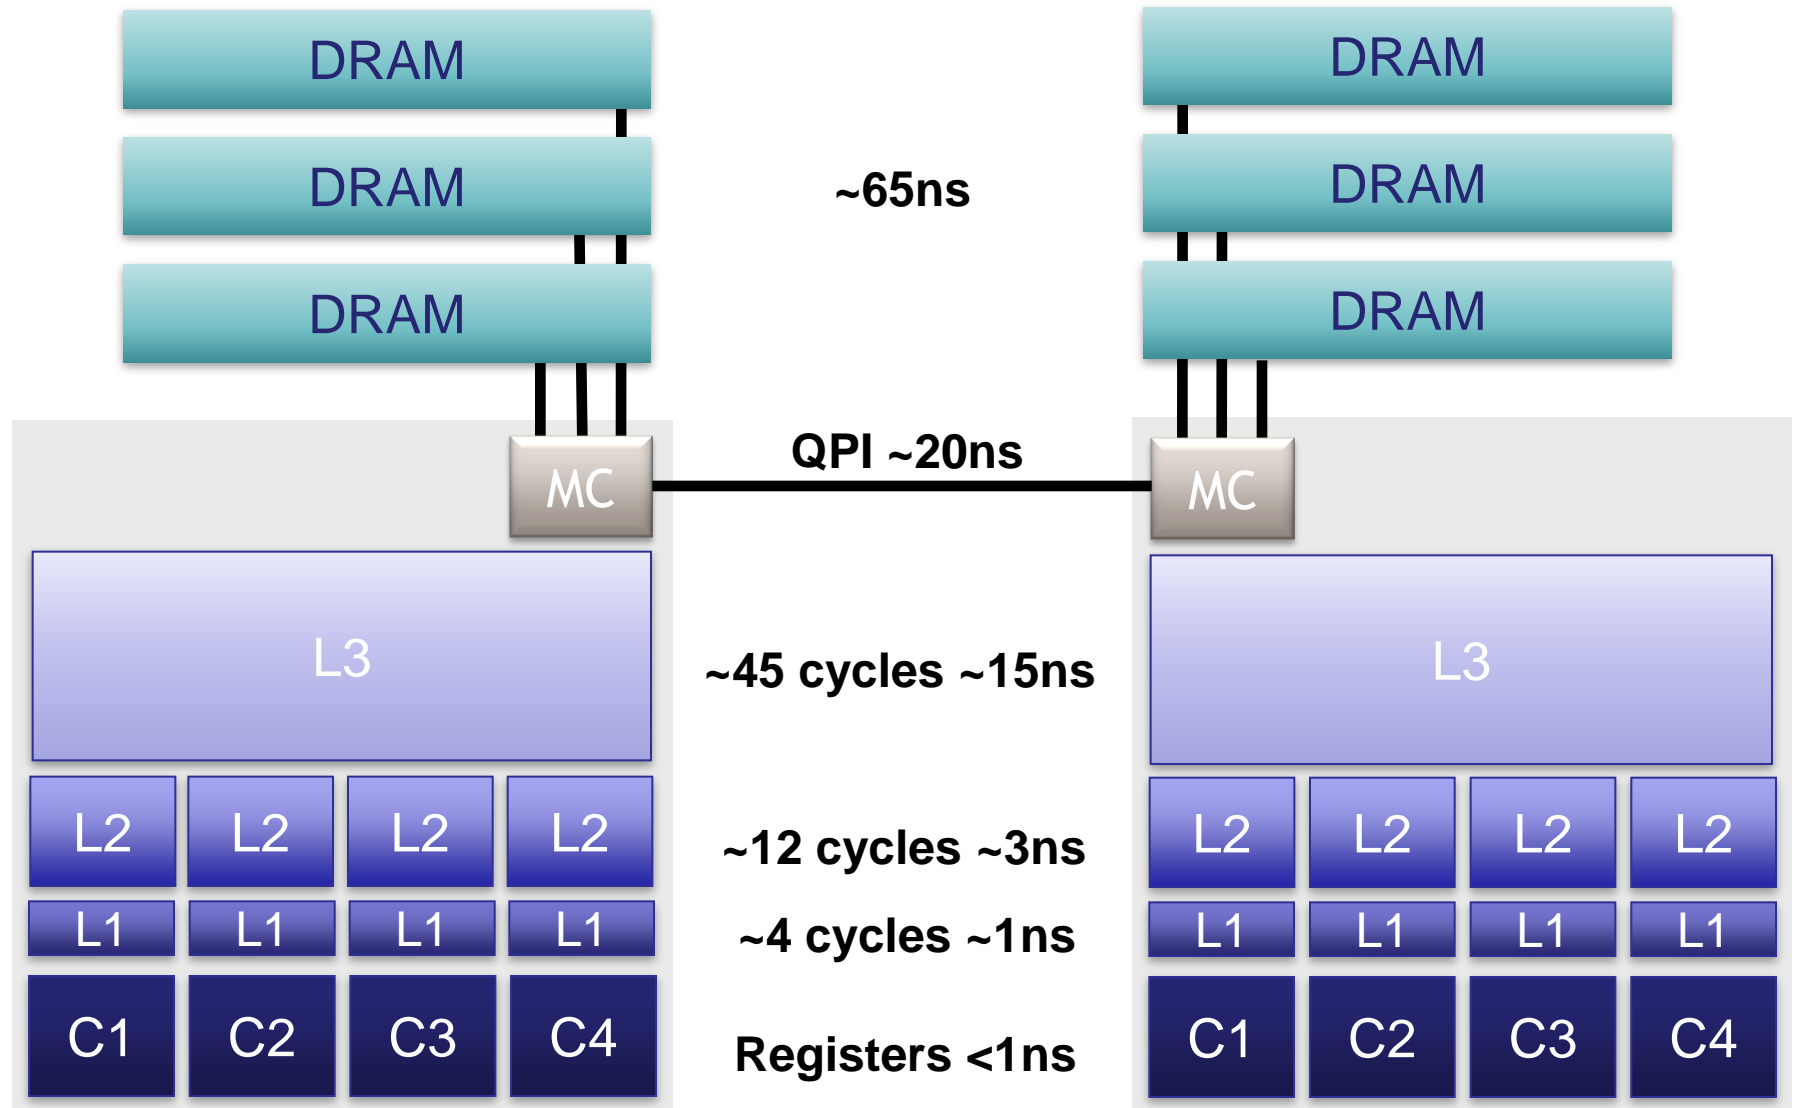 DRAM
DRAM
DRAM
DRAM
~65ns
DRAM
DRAM
DRAM
MC
QPI ~20ns
MC
L3
~45 cycles ~15ns
L3
L2 L2 L2 L2
~12 cycles ~3ns
L2 L2 L2 L2
L1 L1 L1 L1
~4 cycles ~1ns
L1 L1 L1 L1
C1 C2 C3 C4
Registers <1ns
C1 C2 C3 C4